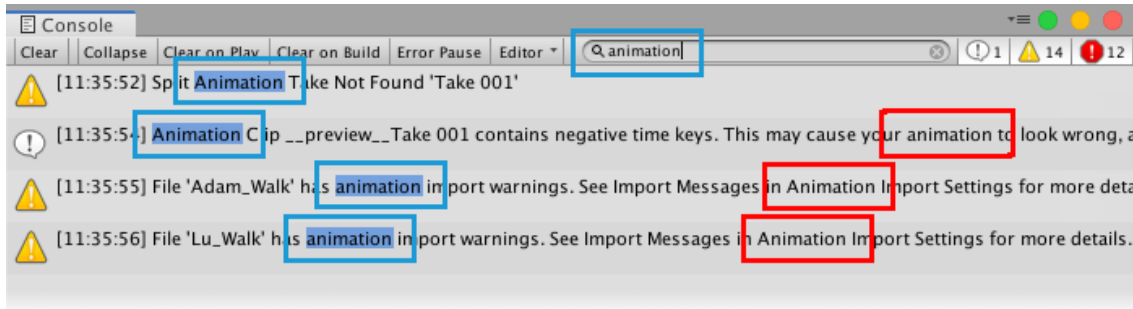 Console
Clear Collapse Clear on Play Clear on Build Error Pause Editor animation 1 14 12
[11:35:52] Split Animation Take Not Found 'Take 001'
[11:35:54] Animation Clip __preview__Take 001 contains negative time keys. This may cause your animation to look wrong, a
[11:35:55] File 'Adam_Walk' has animation import warnings. See Import Messages in Animation Import Settings for more deta
[11:35:56] File 'Lu_Walk' has animation import warnings. See Import Messages in Animation Import Settings for more details.